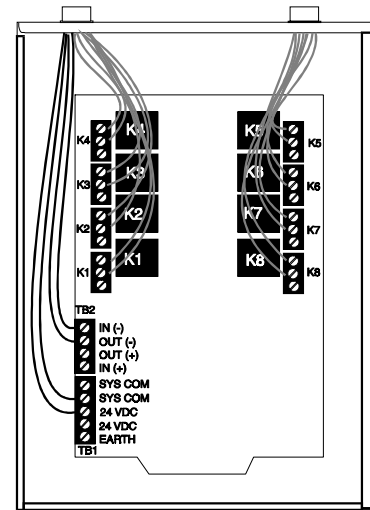 K4 K4 K5 K5
K3 K3 K6 K6
K2 K2 K7 K7
K1 K1 K8 K8
TB2
IN (-)
OUT (-)
OUT (+)
IN (+)
SYS COM
SYS COM
24 VDC
24 VDC
EARTH
TB1